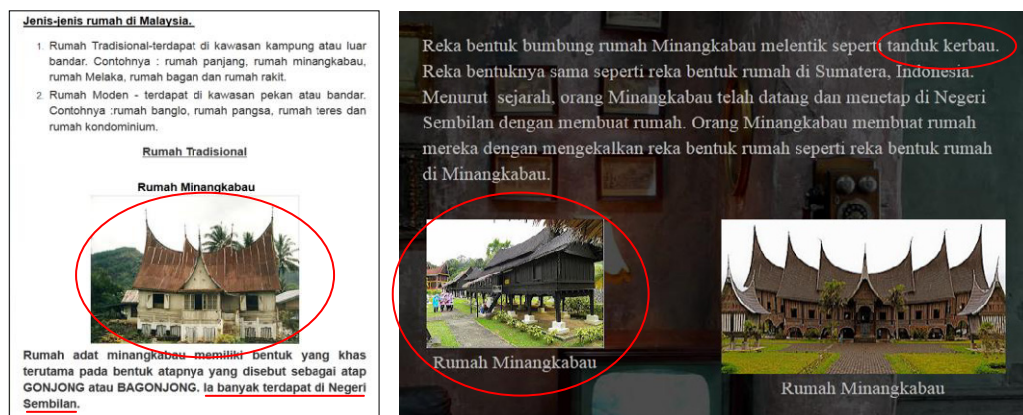 Jenis-jenis rumah di Malaysia.
1. Rumah Tradisional-terdapat di kawasan kampung atau luar
bandar. Contohnya : rumah panjang, rumah minangkabau,
rumah Melaka, rumah bagan dan rumah rakit.
2. Rumah Moden - terdapat di kawasan pekan atau bandar.
Contohnya :rumah banglo, rumah pangsa, rumah teres dan
rumah kondominium.
Rumah Tradisional
Rumah Minangkabau
Rumah adat minangkabau memiliki bentuk yang khas
terutama pada bentuk atapnya yang disebut sebagai atap
GONJONG atau BAGONJONG. Ia banyak terdapat di Negeri
Sembilan.
Reka bentuk bumbung rumah Minangkabau melentik seperti tanduk kerbau.
Reka bentuknya sama seperti reka bentuk rumah di Sumatera, Indonesia.
Menurut sejarah, orang Minangkabau telah datang dan menetap di Negeri
Sembilan dengan membuat rumah. Orang Minangkabau membuat rumah
mereka dengan mengekalkan reka bentuk rumah seperti reka bentuk rumah
di Minangkabau.
Rumah Minangkabau
Rumah Minangkabau